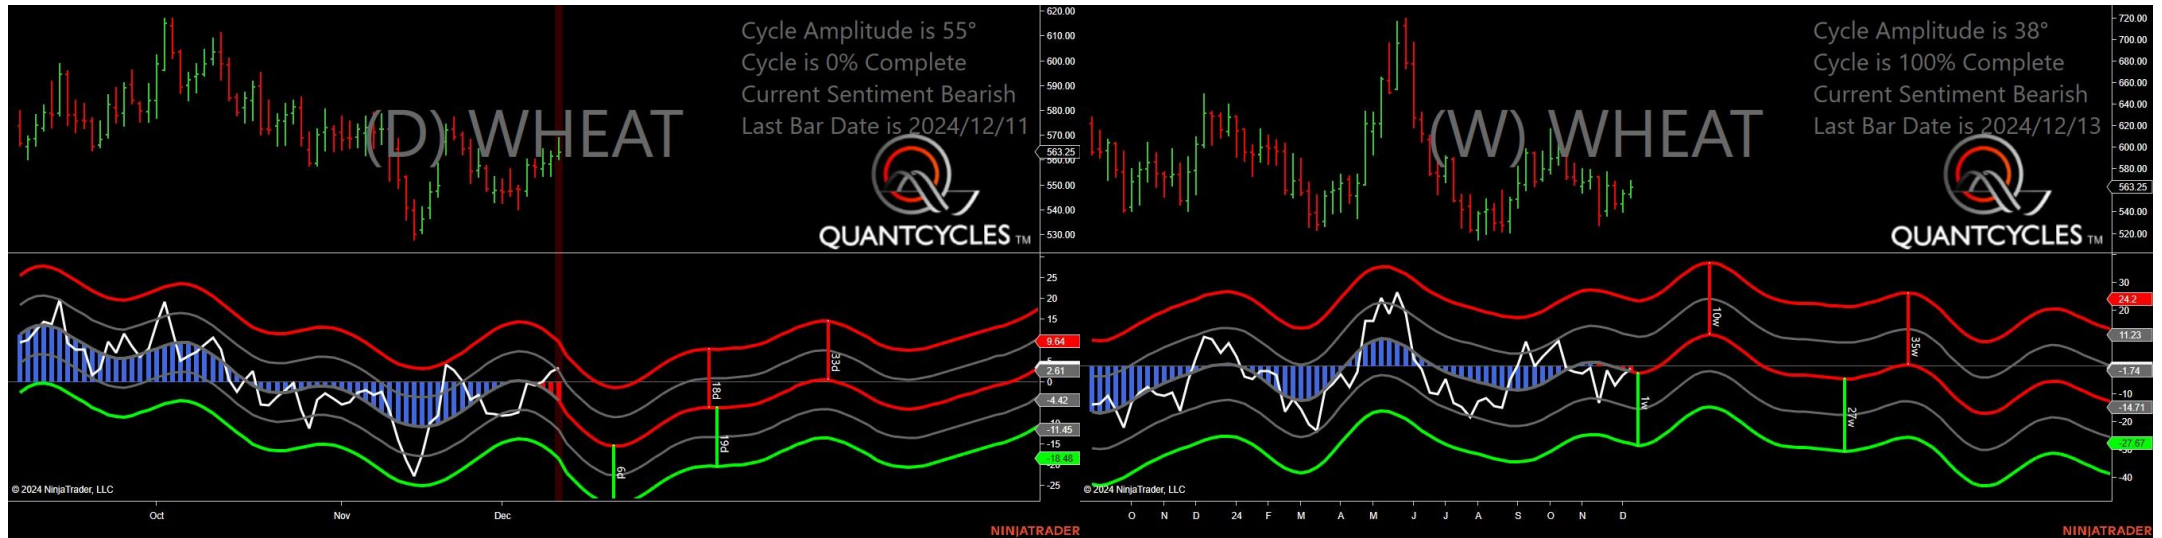 Cycle Amplitude is 55°
Cycle is 0% Complete
Current Sentiment Bearish
Last Bar Date is 2024/12/11
(D) WHEAT
QUANTCYCLES TM
620.00
610.00
600.00
590.00
580.00
570.00
563.25
560.00
550.00
540.00
530.00
25
20
15
9.64
5
2.61
0
-4.42
-11.45
-15
-18.48
-25
18d
33d
6d
19d
© 2024 NinjaTrader, LLC
Oct Nov Dec
NINJATRADER
Cycle Amplitude is 38°
Cycle is 100% Complete
Current Sentiment Bearish
Last Bar Date is 2024/12/13
(W) WHEAT
QUANTCYCLES TM
720.00
700.00
680.00
660.00
640.00
620.00
600.00
580.00
563.25
540.00
520.00
30
24.2
11.23
-1.74
-10
-14.71
-20
-27.67
-40
10w
35w
1w
27w
© 2024 NinjaTrader, LLC
O N D 24 F M A M J J A S O N D
NINJATRADER